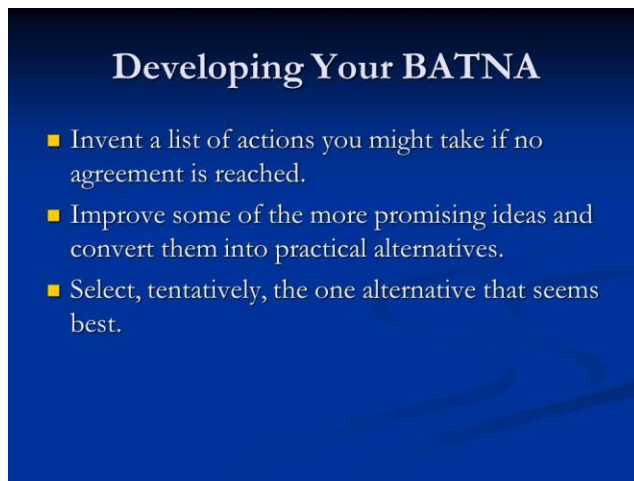 Developing Your BATNA
Invent a list of actions you might take if no
agreement is reached.
Improve some of the more promising ideas and
convert them into practical alternatives.
Select, tentatively, the one alternative that seems
best.